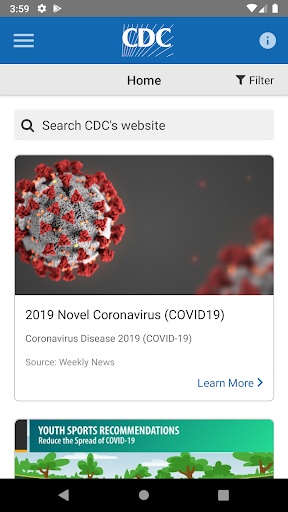 3:59
CDC
Home
Filter
Search CDC's website
2019 Novel Coronavirus (COVID19)
Coronavirus Disease 2019 (COVID-19)
Source: Weekly News
Learn More
YOUTH SPORTS RECOMMENDATIONS
Reduce the Spread of COVID-19